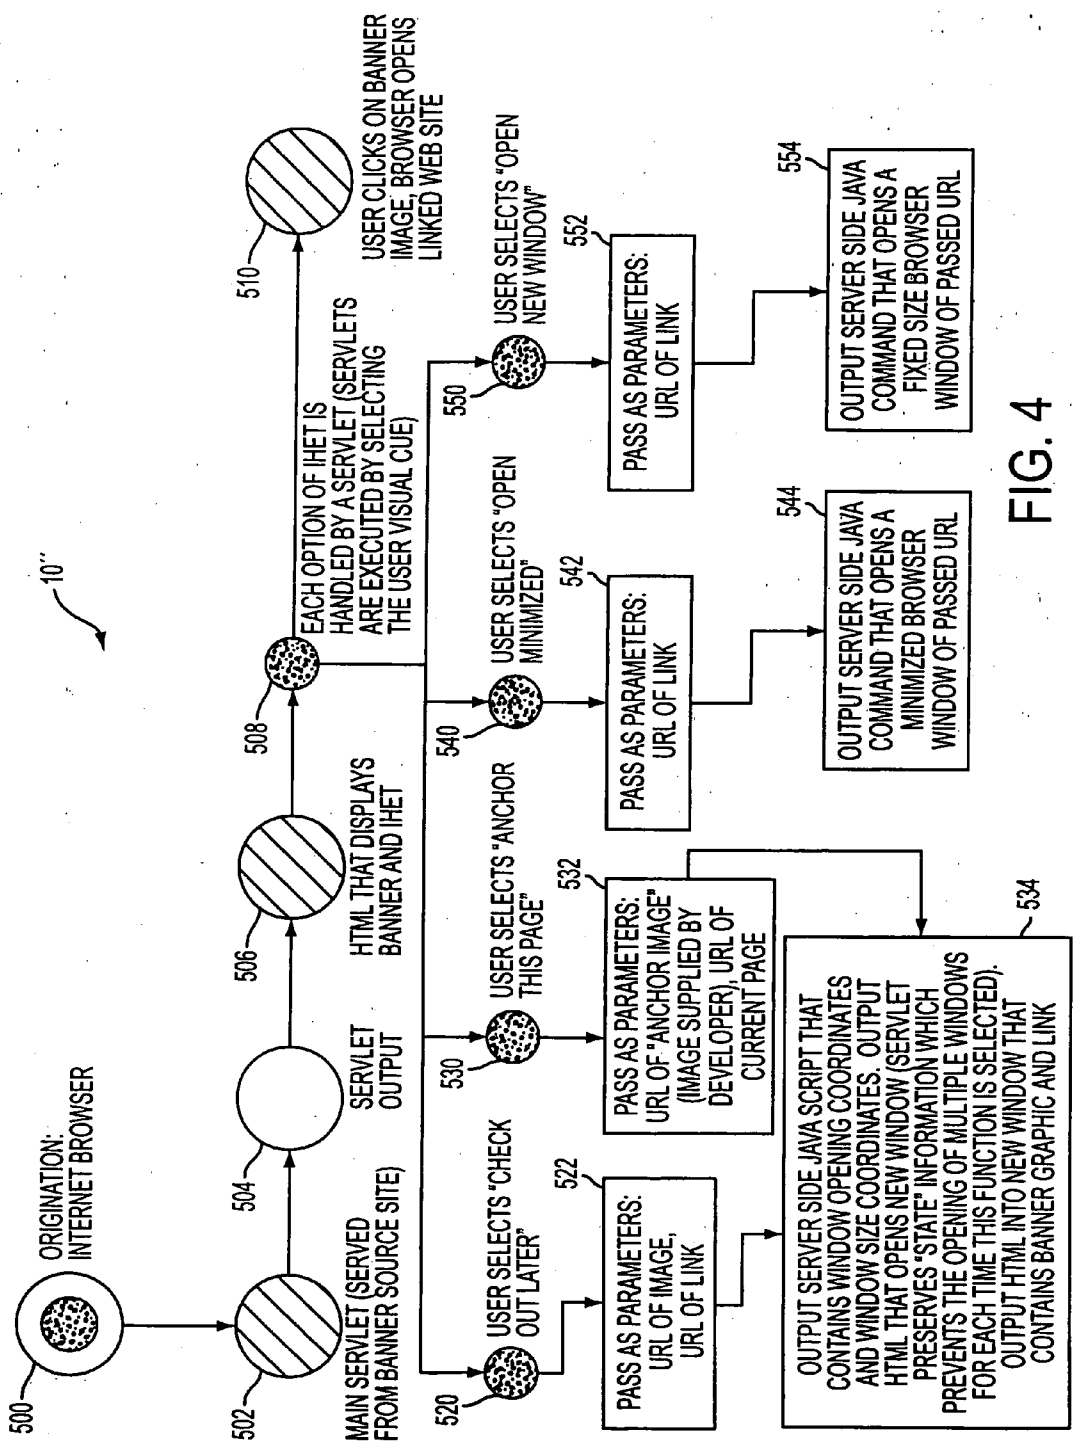 10''
500
ORIGINATION:
INTERNET BROWSER
502
MAIN SERVLET (SERVED
FROM BANNER SOURCE SITE)
504
SERVLET
OUTPUT
506
HTML THAT DISPLAYS
BANNER AND IHET
508
EACH OPTION OF IHET IS
HANDLED BY A SERVLET (SERVLETS
ARE EXECUTED BY SELECTING
THE USER VISUAL CUE)
510
USER CLICKS ON BANNER
IMAGE, BROWSER OPENS
LINKED WEB SITE
520
USER SELECTS "CHECK
OUT LATER"
530
USER SELECTS "ANCHOR
THIS PAGE"
540
USER SELECTS "OPEN
MINIMIZED"
550
USER SELECTS "OPEN
NEW WINDOW"
522
PASS AS PARAMETERS:
URL OF IMAGE,
URL OF LINK
532
PASS AS PARAMETERS:
URL OF "ANCHOR IMAGE"
(IMAGE SUPPLIED BY
DEVELOPER), URL OF
CURRENT PAGE
542
PASS AS PARAMETERS:
URL OF LINK
552
PASS AS PARAMETERS:
URL OF LINK
534
OUTPUT SERVER SIDE JAVA SCRIPT THAT
CONTAINS WINDOW OPENING COORDINATES
AND WINDOW SIZE COORDINATES. OUTPUT
HTML THAT OPENS NEW WINDOW (SERVLET
PRESERVES "STATE" INFORMATION WHICH
PREVENTS THE OPENING OF MULTIPLE WINDOWS
FOR EACH TIME THIS FUNCTION IS SELECTED).
OUTPUT HTML INTO NEW WINDOW THAT
CONTAINS BANNER GRAPHIC AND LINK
544
OUTPUT SERVER SIDE JAVA
COMMAND THAT OPENS A
MINIMIZED BROWSER
WINDOW OF PASSED URL
554
OUTPUT SERVER SIDE JAVA
COMMAND THAT OPENS A
FIXED SIZE BROWSER
WINDOW OF PASSED URL
FIG. 4